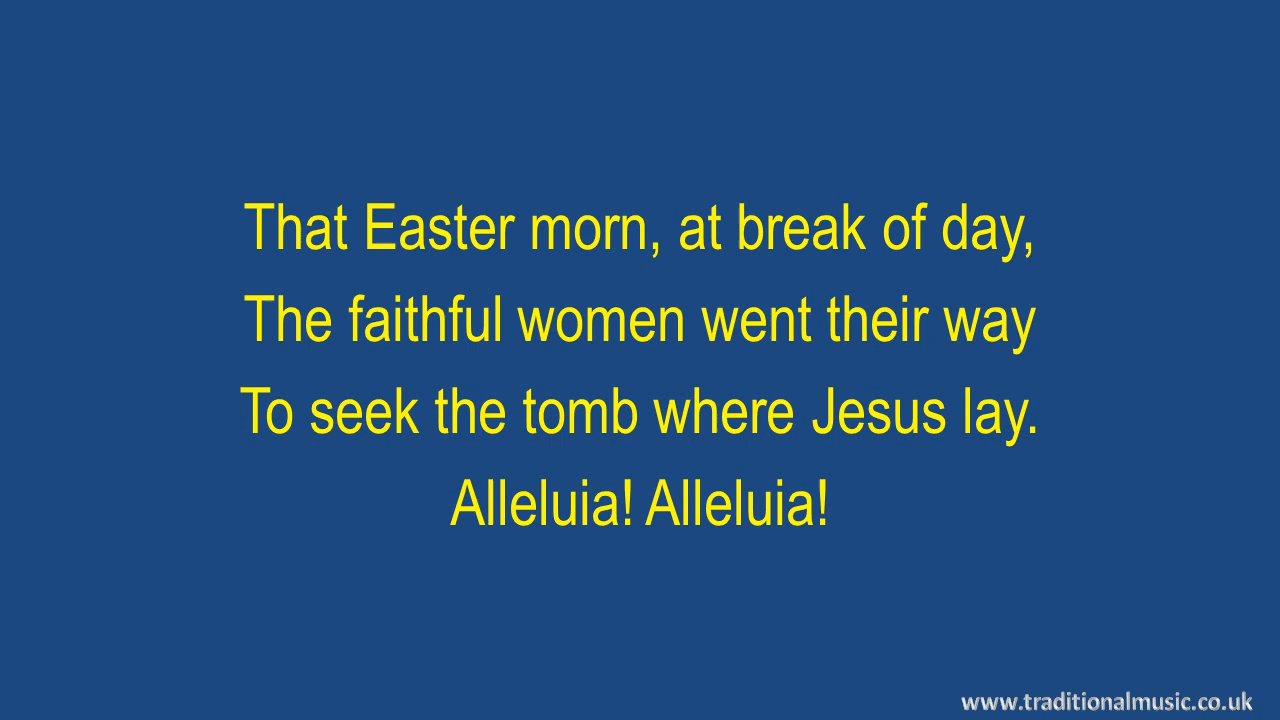 That Easter morn, at break of day,
The faithful women went their way
To seek the tomb where Jesus lay.
Alleluia! Alleluia!
www.traditionalmusic.co.uk